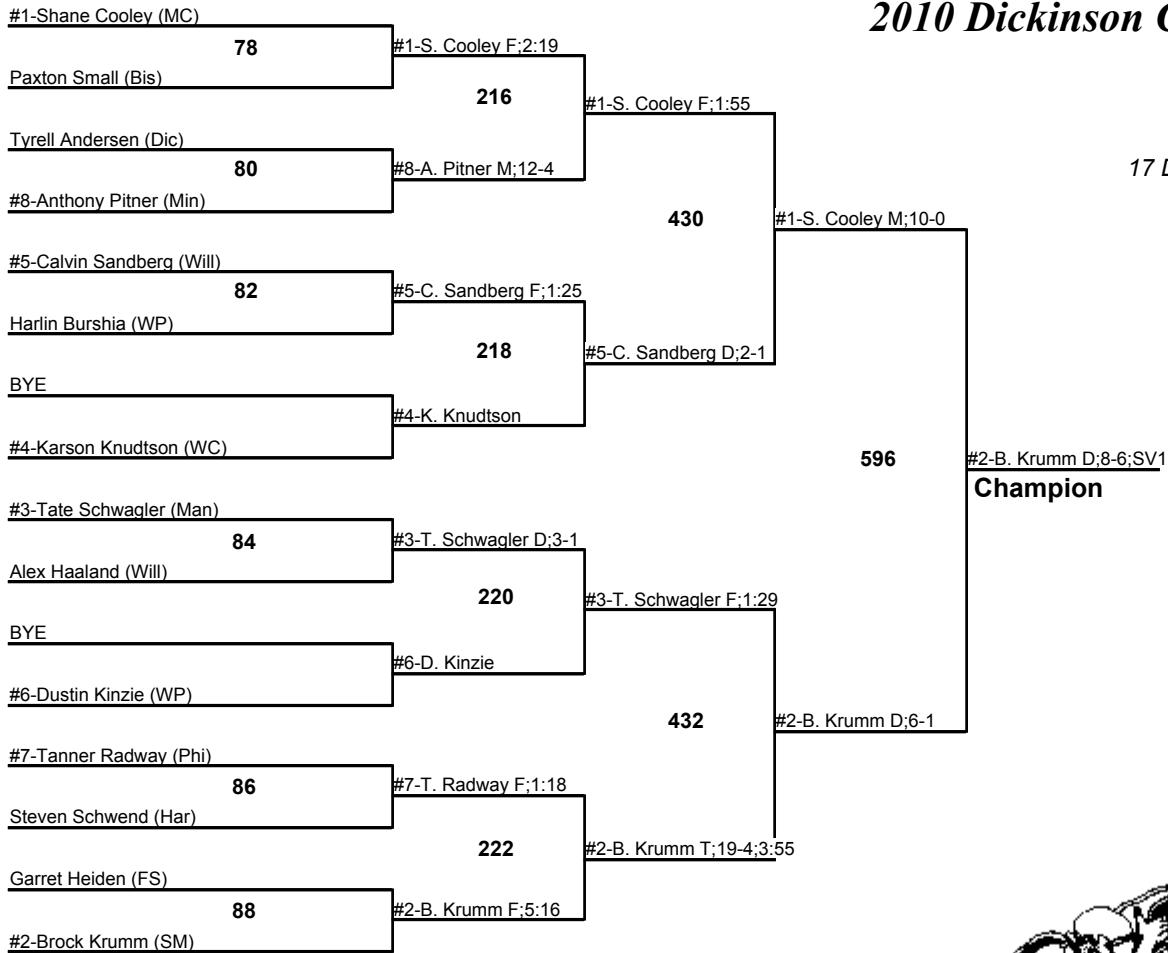 2010 Dickinson C
17 D
#1-Shane Cooley (MC)
78
Paxton Small (Bis)
#1-S. Cooley F;2:19
216
#1-S. Cooley F;1:55
Tyrell Andersen (Dic)
80
#8-Anthony Pitner (Min)
#8-A. Pitner M;12-4
430
#1-S. Cooley M;10-0
#5-Calvin Sandberg (Will)
82
Harlin Burshia (WP)
#5-C. Sandberg F;1:25
218
#5-C. Sandberg D;2-1
BYE
#4-Karson Knudtson (WC)
#4-K. Knudtson
596
#2-B. Krumm D;8-6;SV1
Champion
#3-Tate Schwagler (Man)
84
Alex Haaland (Will)
#3-T. Schwagler D;3-1
220
#3-T. Schwagler F;1:29
BYE
#6-Dustin Kinzie (WP)
#6-D. Kinzie
432
#2-B. Krumm D;6-1
#7-Tanner Radway (Phi)
86
Steven Schwend (Har)
#7-T. Radway F;1:18
222
#2-B. Krumm T;19-4;3:55
Garret Heiden (FS)
88
#2-Brock Krumm (SM)
#2-B. Krumm F;5:16